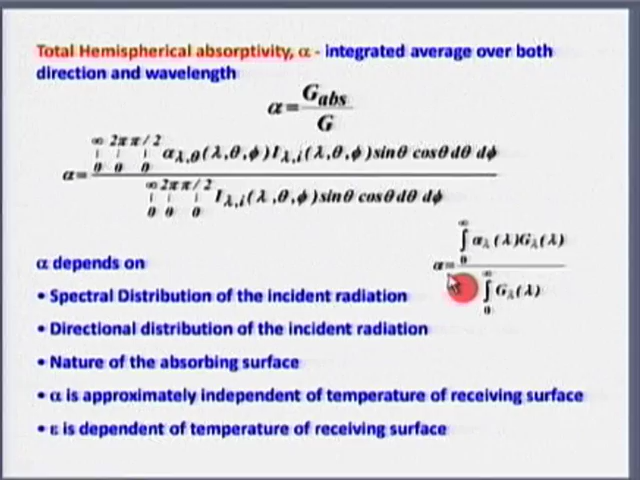 Total Hemispherical absorptivity, α - integrated average over both
direction and wavelength
α = G_abs / G
α = ∫₀^∞ ∫₀^2π ∫₀^π/2 α_λ,θ (λ,θ,ϕ) I_λ,i (λ,θ,ϕ) sinθ cosθ dθ dϕ / ∫₀^∞ ∫₀^2π ∫₀^π/2 I_λ,i (λ,θ,ϕ) sinθ cosθ dθ dϕ
α = ∫₀^∞ α_λ (λ) G_λ (λ) / ∫₀^∞ G_λ (λ)
α depends on
• Spectral Distribution of the incident radiation
• Directional distribution of the incident radiation
• Nature of the absorbing surface
• α is approximately independent of temperature of receiving surface
• ε is dependent of temperature of receiving surface